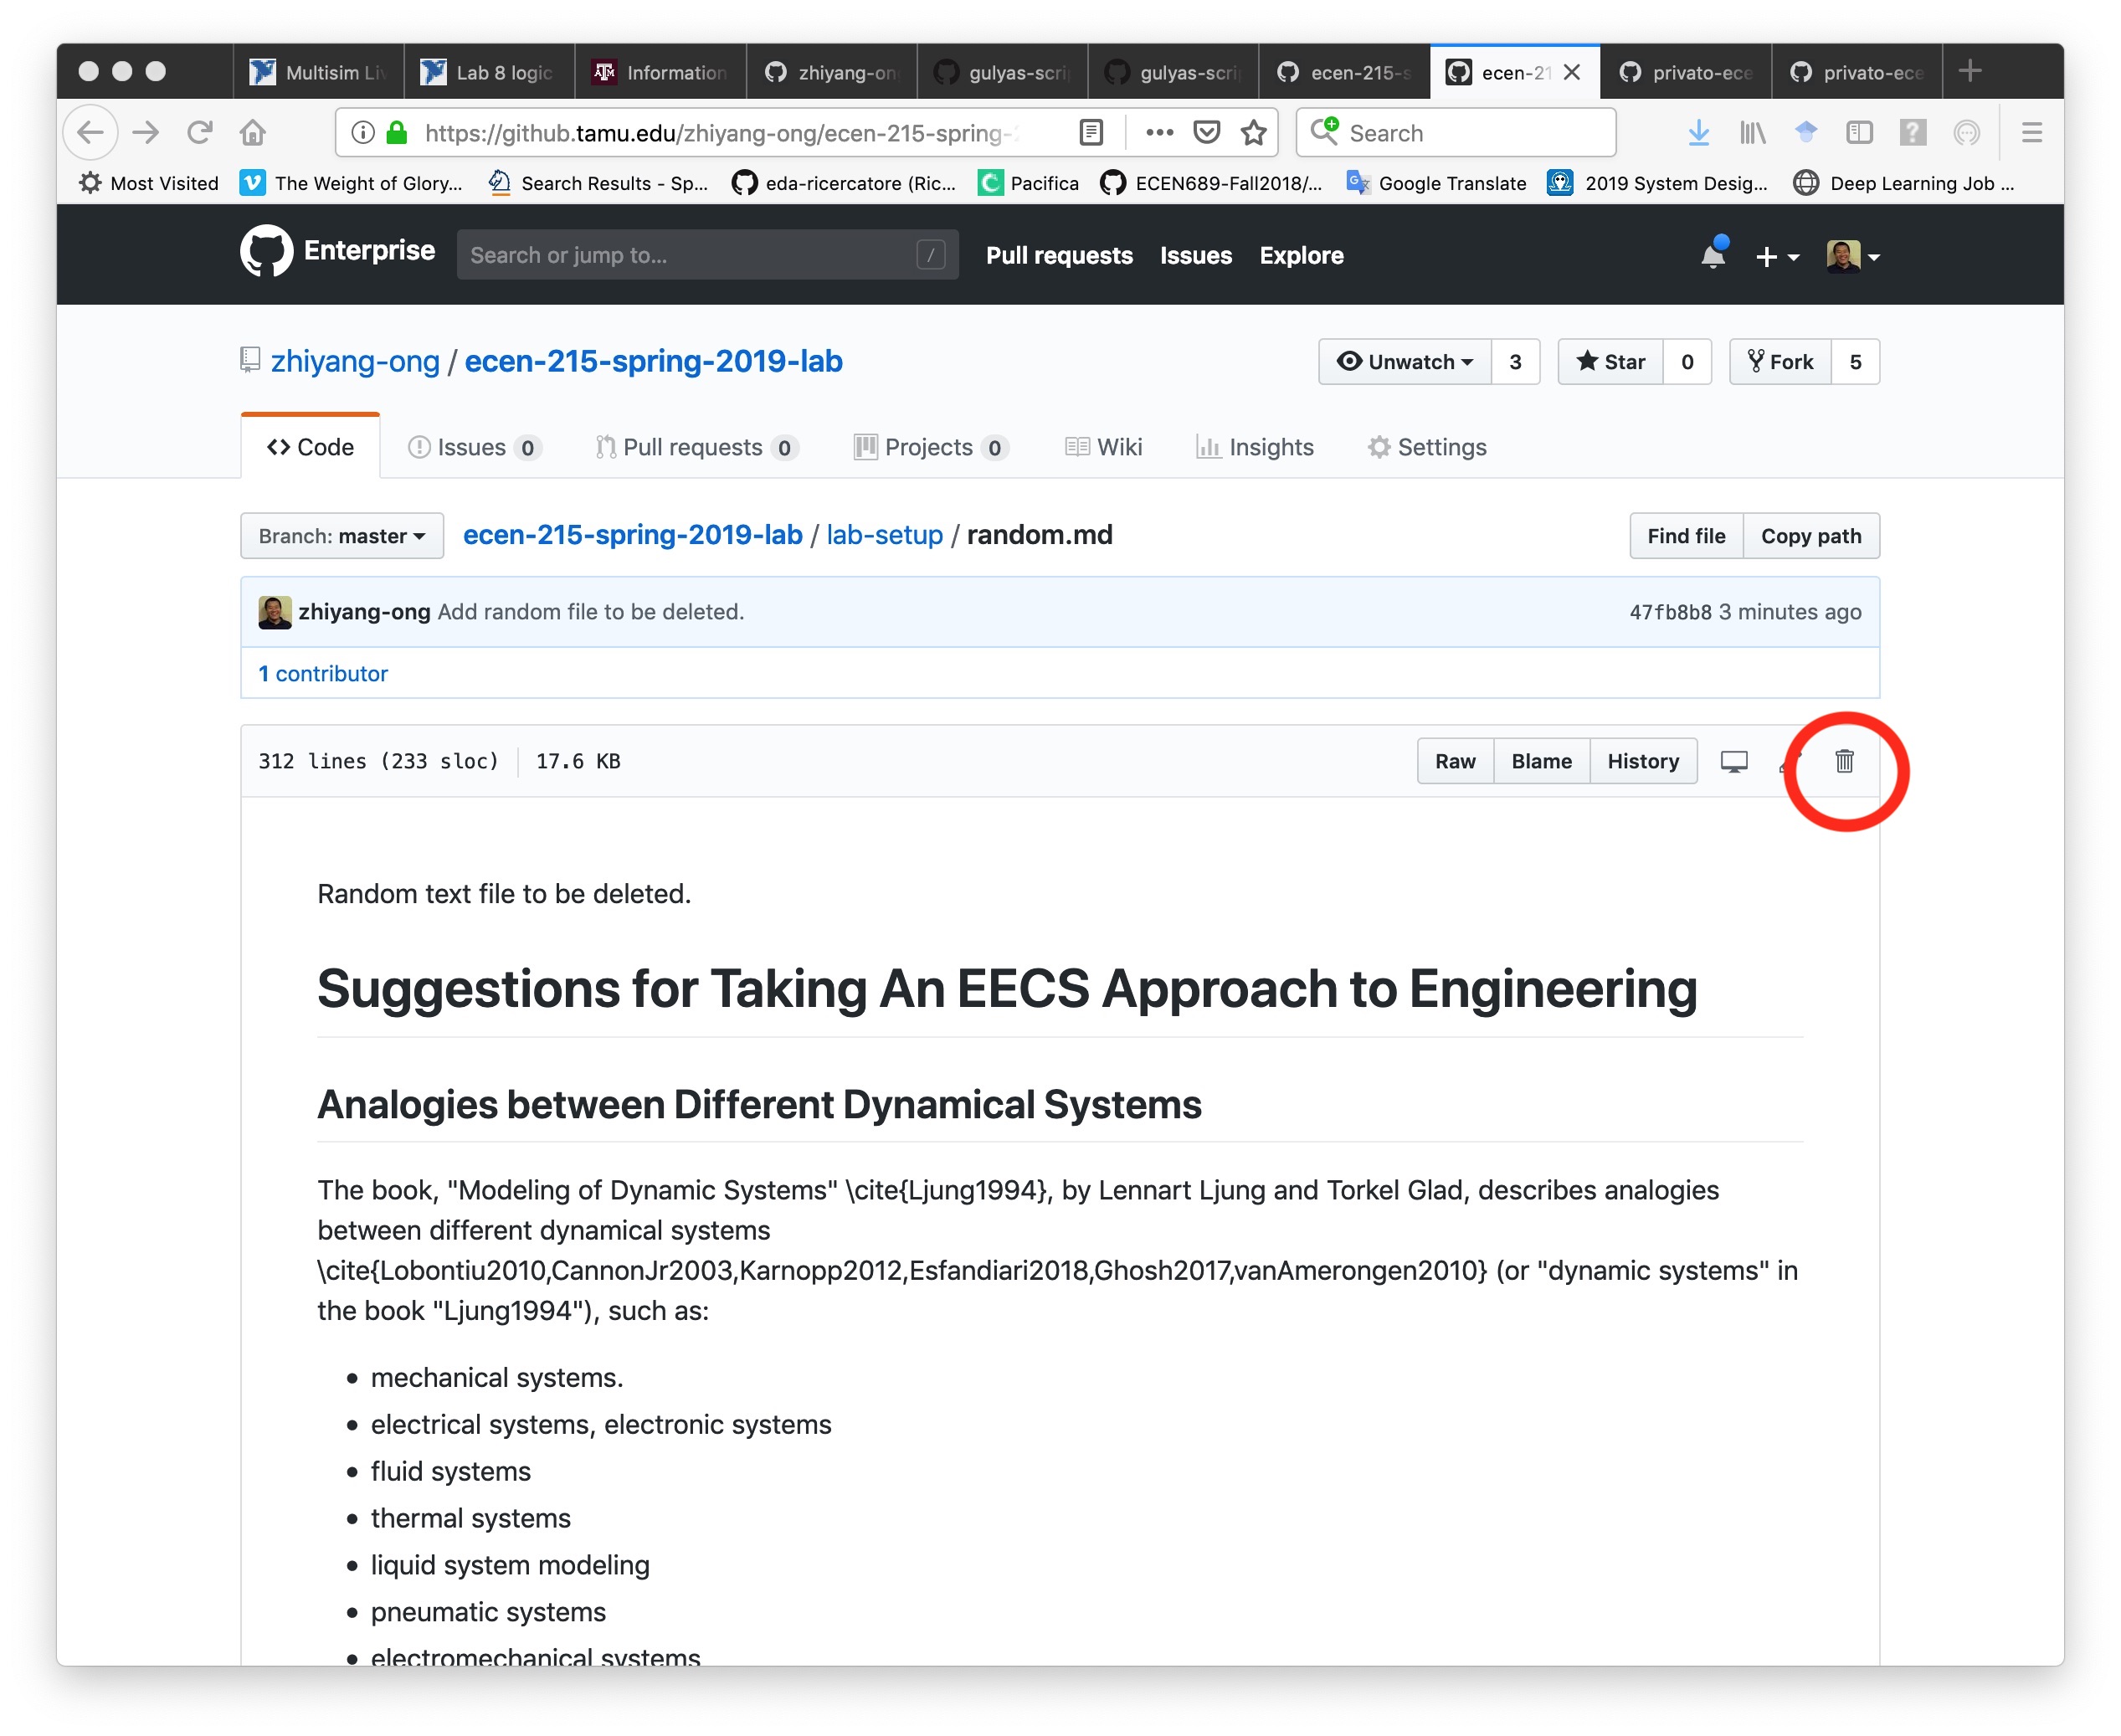 Multisim Liv
Lab 8 logic
Information
zhiyang-on
gulyas-scri
gulyas-scri
ecen-215-s
ecen-21
privato-ece
privato-ece
https://github.tamu.edu/zhiyang-ong/ecen-215-spring-
Search
Most Visited
The Weight of Glory...
Search Results - Sp...
eda-ricercatore (Ric...
Pacifica
ECEN689-Fall2018/...
Google Translate
2019 System Desig...
Deep Learning Job ...
Enterprise
Search or jump to... /
Pull requests Issues Explore
zhiyang-ong / ecen-215-spring-2019-lab
Unwatch 3 Star 0 Fork 5
Code Issues 0 Pull requests 0 Projects 0 Wiki Insights Settings
Branch: master ecen-215-spring-2019-lab / lab-setup / random.md Find file Copy path
zhiyang-ong Add random file to be deleted. 47fb8b8 3 minutes ago
1 contributor
312 lines (233 sloc) 17.6 KB Raw Blame History
Random text file to be deleted.
Suggestions for Taking An EECS Approach to Engineering
Analogies between Different Dynamical Systems
The book, "Modeling of Dynamic Systems" \cite{Ljung1994}, by Lennart Ljung and Torkel Glad, describes analogies
between different dynamical systems
\cite{Lobontiu2010,CannonJr2003,Karnopp2012,Esfandiari2018,Ghosh2017,vanAmerongen2010} (or "dynamic systems" in
the book "Ljung1994"), such as:
• mechanical systems.
• electrical systems, electronic systems
• fluid systems
• thermal systems
• liquid system modeling
• pneumatic systems
• electromechanical systems